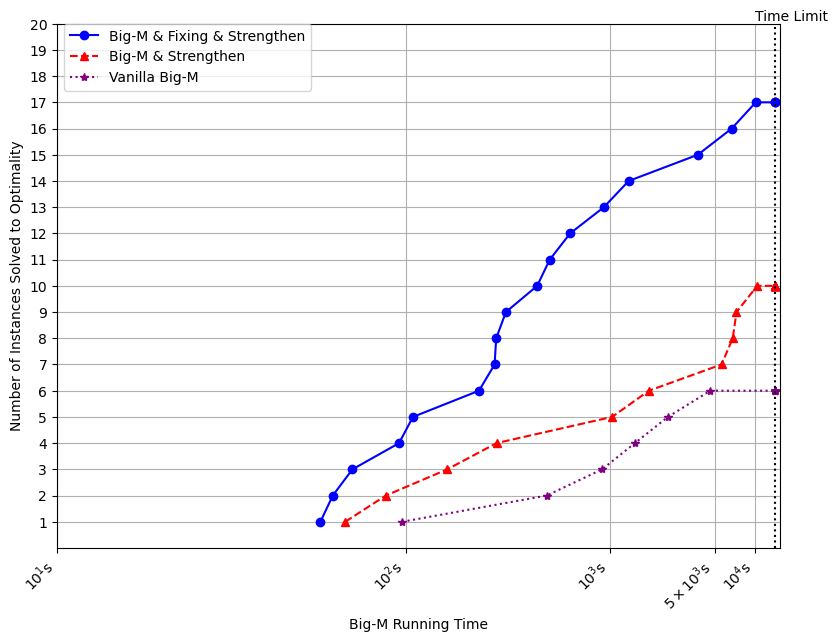 Time Limit
Big-M & Fixing & Strengthen
Big-M & Strengthen
Vanilla Big-M
20
19
18
17
16
15
14
13
12
11
10
9
8
7
6
5
4
3
2
1
Number of Instances Solved to Optimality
10¹s
10²s
10³s
5 × 10³s
10⁴s
Big-M Running Time